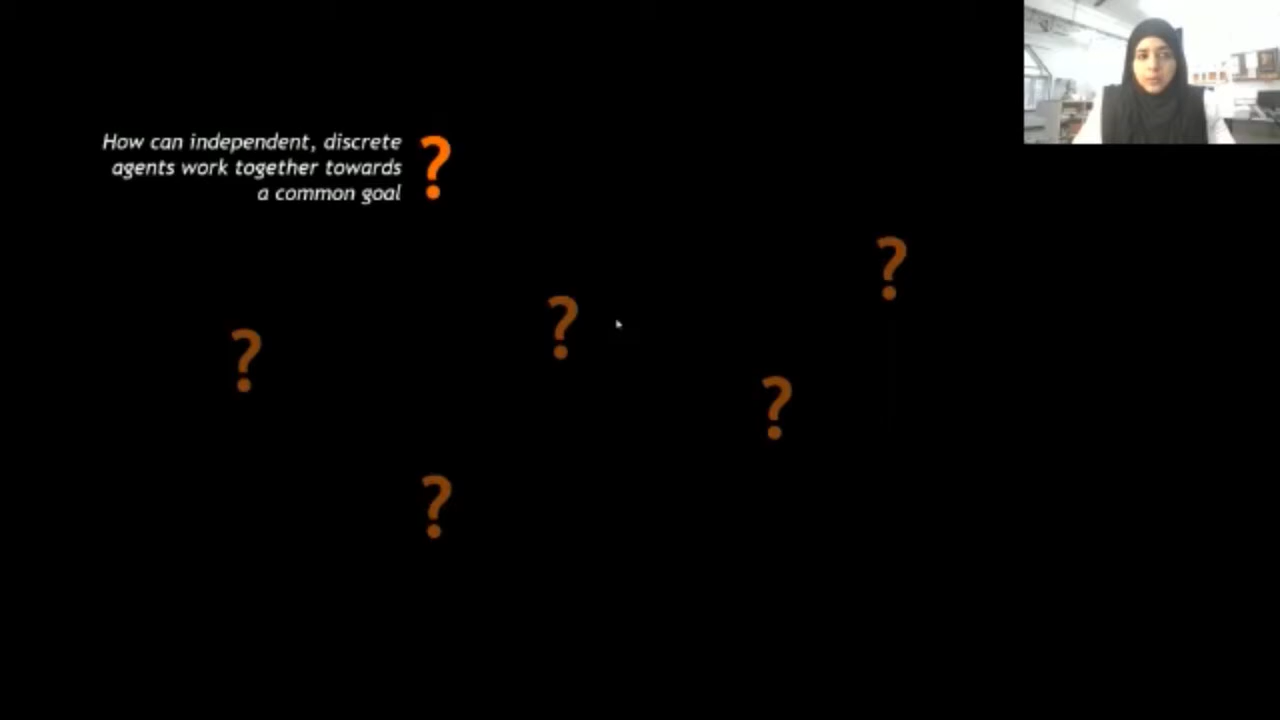 How can independent, discrete
agents work together towards
a common goal ?
?
?
?
?
?